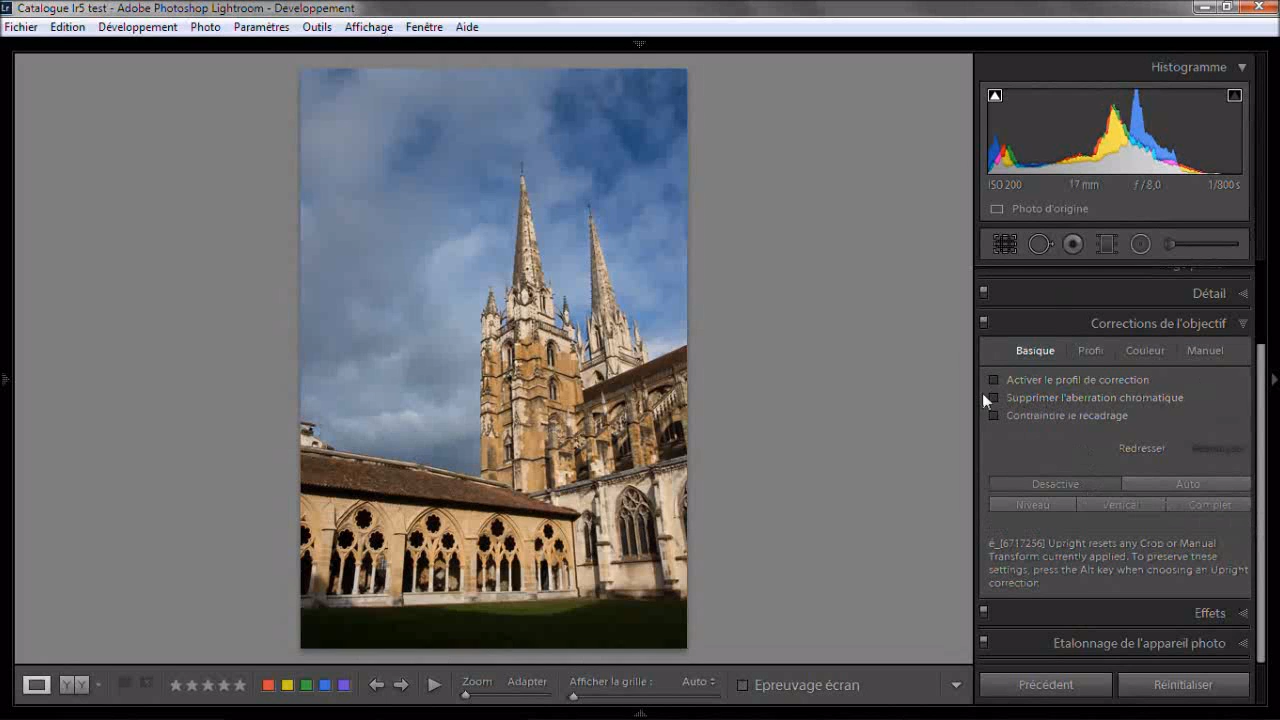 Catalogue lr5 test - Adobe Photoshop Lightroom - Developpement
Fichier Edition Développement Photo Paramètres Outils Affichage Fenêtre Aide
Histogramme
ISO 200 17 mm ƒ / 8,0 1/800 s
Photo d'origine
Détail
Corrections de l'objectif
Basique Profil Couleur Manuel
Activer le profil de correction
Supprimer l'aberration chromatique
Contraindre le recadrage
Redresser
Désactivé Auto
Niveau Vertical Complet
é_[6717256] Upright resets any Crop or Manual
Transform currently applied. To preserve these
settings, press the Alt key when choosing an Upright
correction.
Effets
Etalonnage de l'appareil photo
Zoom Adapter Afficher la grille : Auto Epreuvage écran
Précédent Réinitialiser